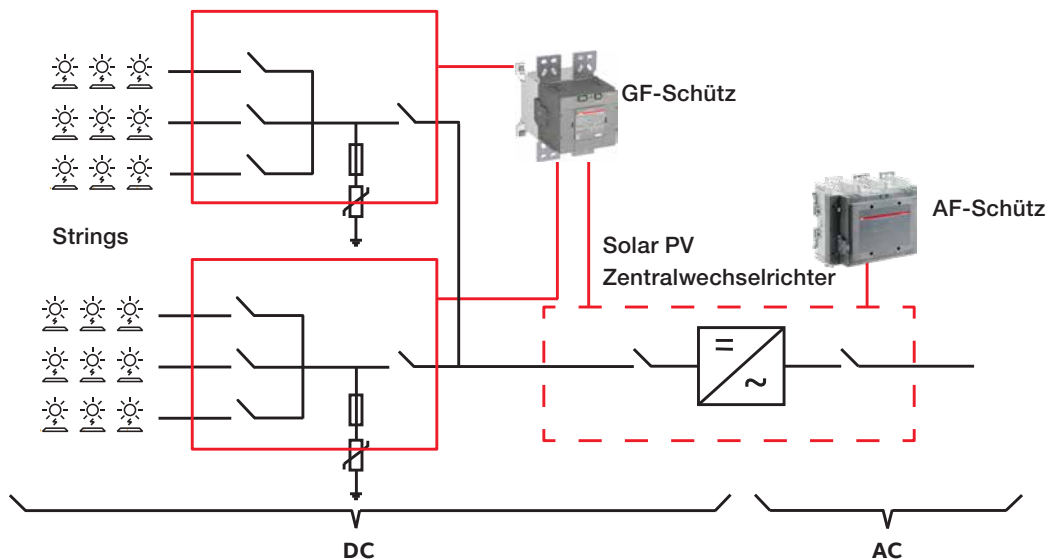 GF-Schütz
AF-Schütz
Strings
Solar PV
Zentralwechselrichter
DC
AC